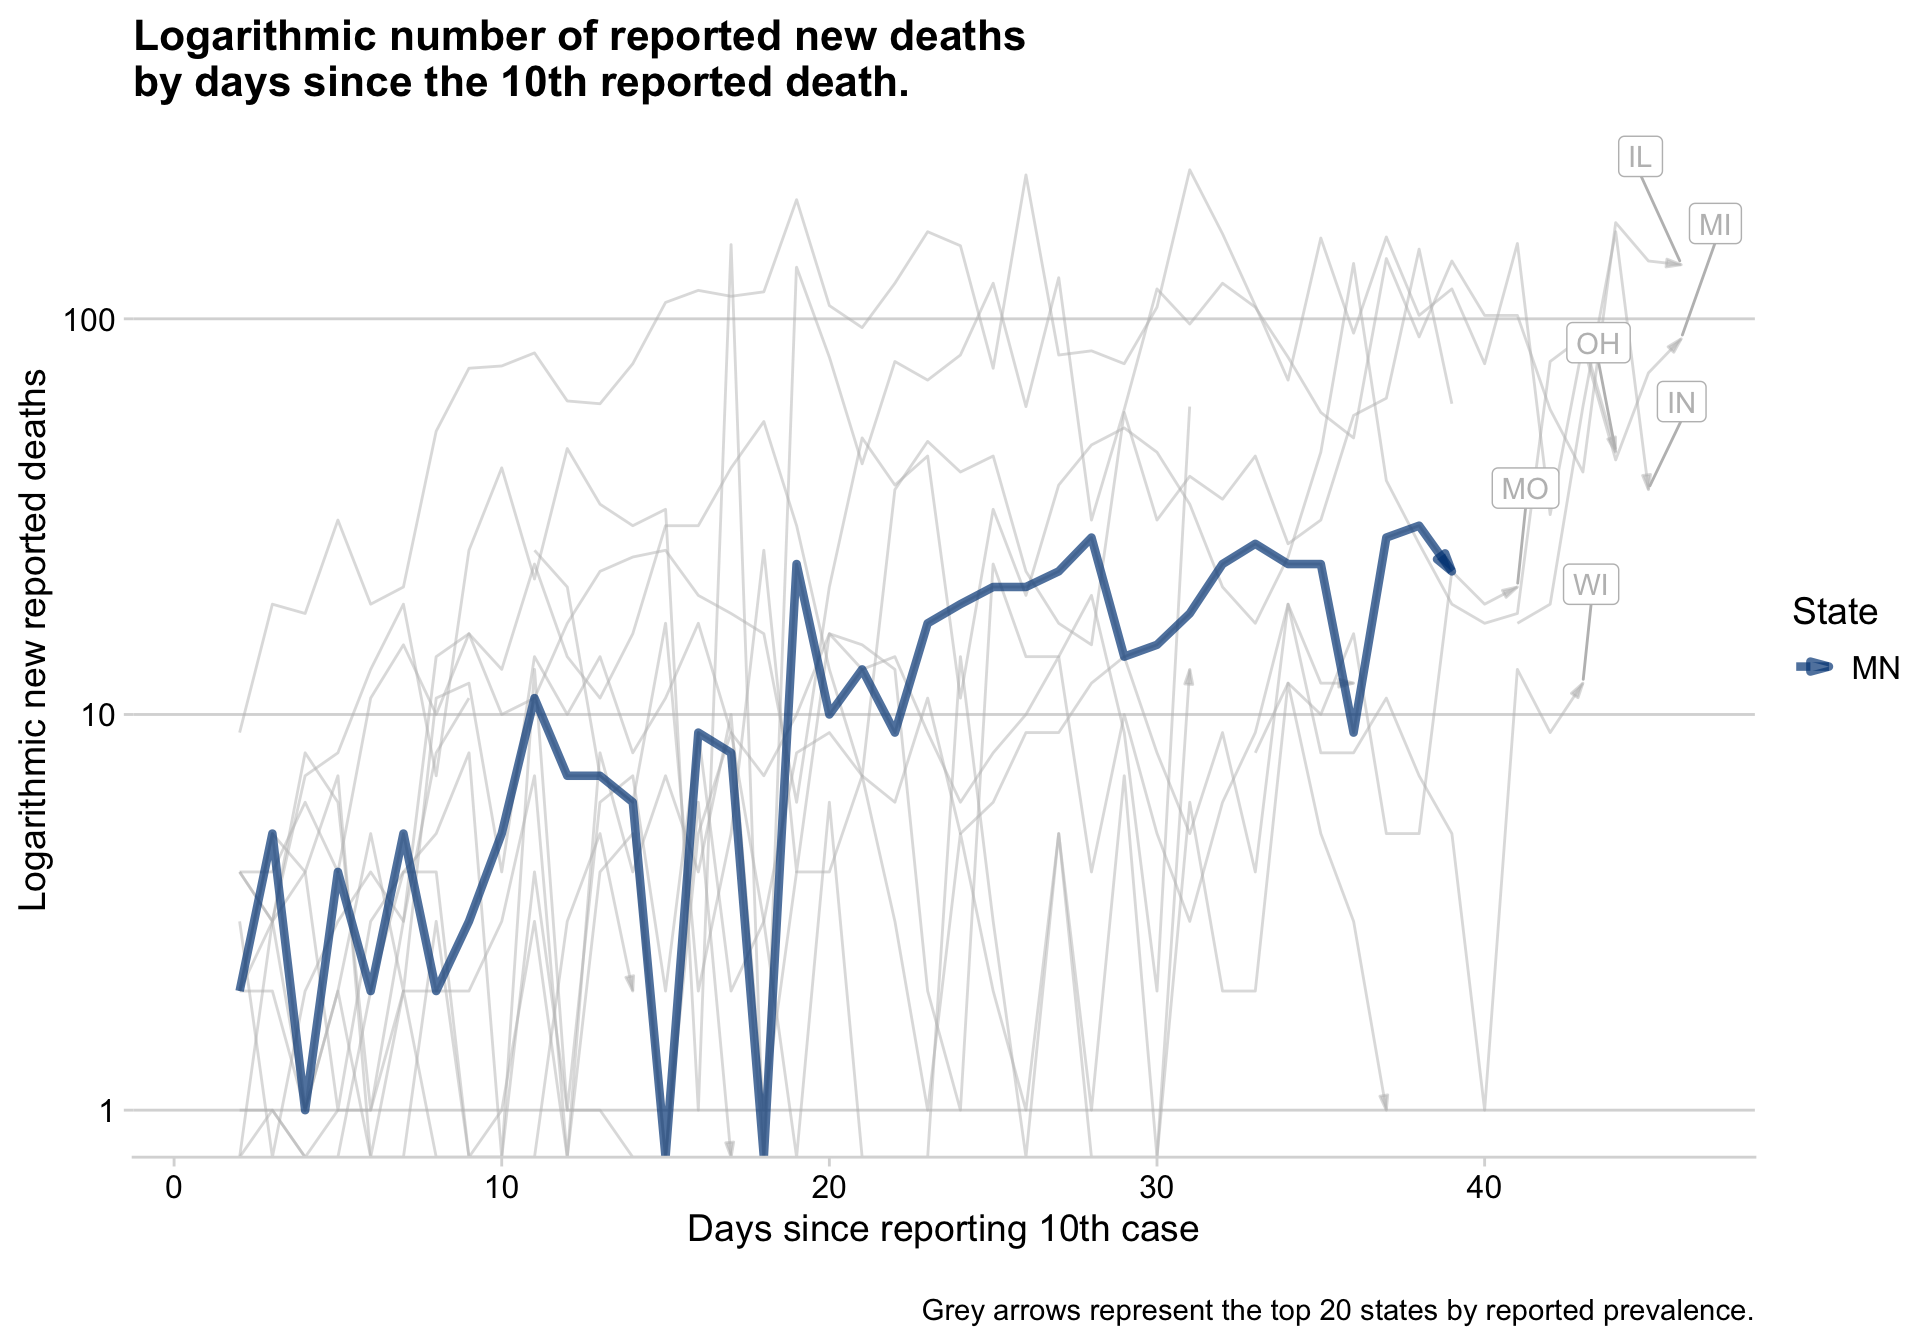 Logarithmic number of reported new deaths
by days since the 10th reported death.
IL
MI
100
OH
IN
MO
WI
Logarithmic new reported deaths
State
MN
10
1
0 10 20 30 40
Days since reporting 10th case
Grey arrows represent the top 20 states by reported prevalence.